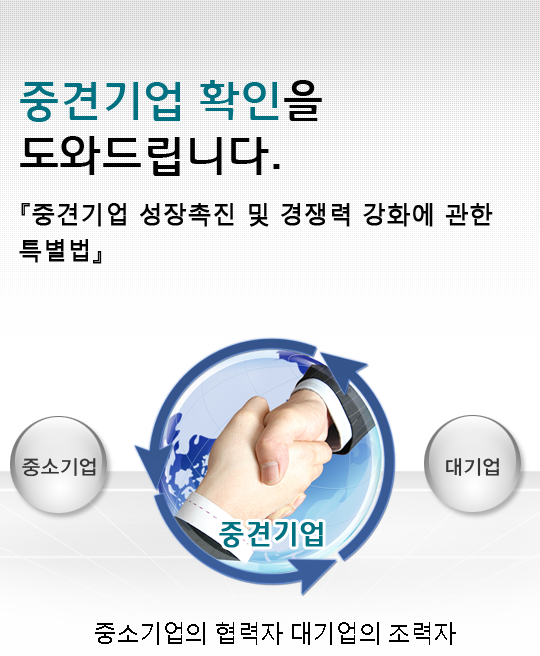 중견기업 확인을
도와드립니다.
『중견기업 성장촉진 및 경쟁력 강화에 관한
특별법』
중소기업
대기업
중견기업
중소기업의 협력자 대기업의 조력자